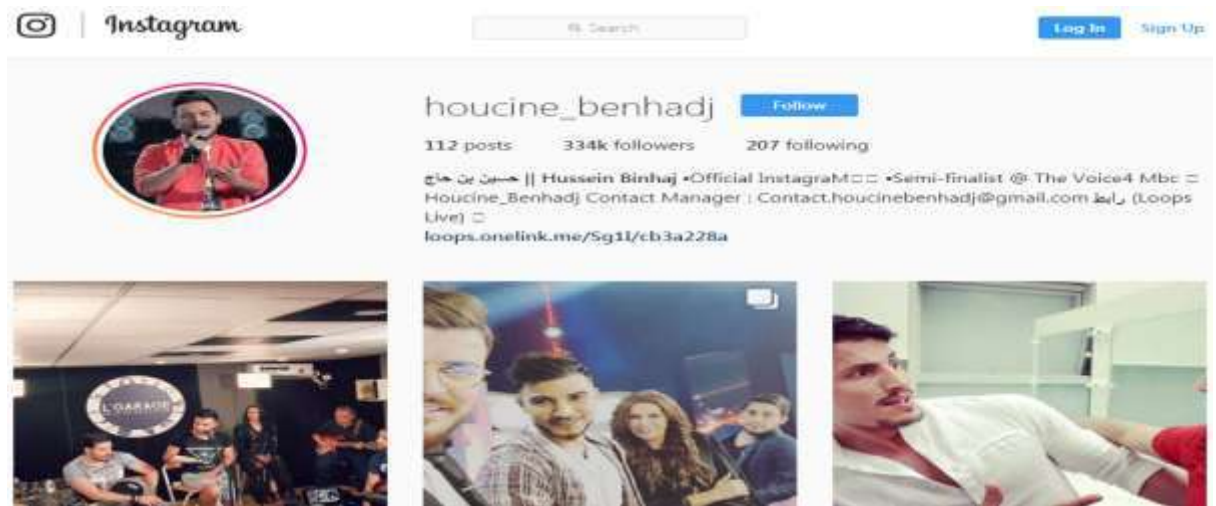 Instagram
Search
Log In
Sign Up
houcine_benhadj
Follow
112 posts 334k followers 207 following
حسين بن حاج || Hussein Binhaj •Official InstagraM□□ •Semi-finalist @ The Voice4 Mbc □
Houcine_Benhadj Contact Manager : Contact.houcinebenhadj@gmail.com رابط (Loops
Live) □
loops.onelink.me/Sg1l/cb3a228a
L'GARAGE